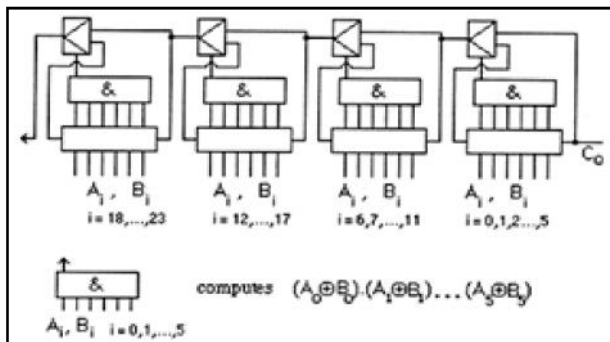 & & & &
C₀
Aᵢ , Bᵢ Aᵢ , Bᵢ Aᵢ , Bᵢ Aᵢ , Bᵢ
i = 18,...,23 i = 12,...,17 i = 6,7,...,11 i = 0,1,2...,5
& computes (A₀⊕B₀).(A₁⊕B₁)...(A₅⊕B₅)
Aᵢ, Bᵢ i = 0,1,...,5